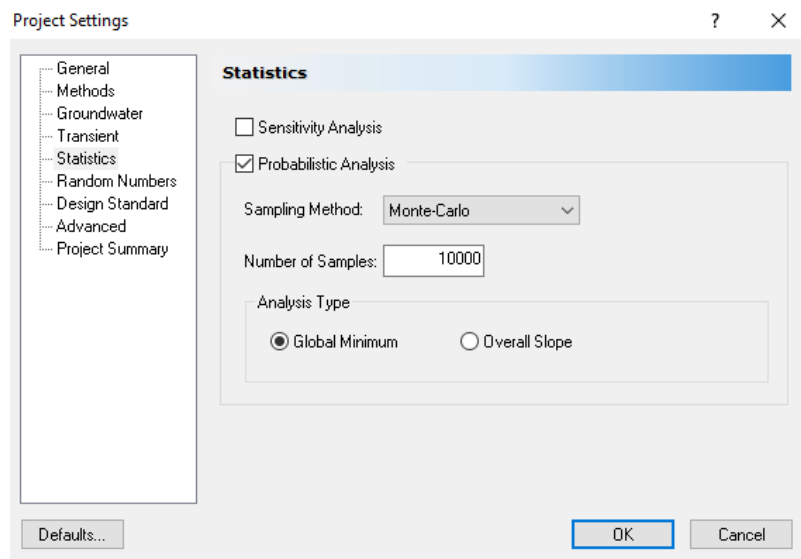 Project Settings
?
General
Methods
Groundwater
Transient
Statistics
Random Numbers
Design Standard
Advanced
Project Summary
Statistics
Sensitivity Analysis
Probabilistic Analysis
Sampling Method: Monte-Carlo
Number of Samples: 10000
Analysis Type
Global Minimum Overall Slope
Defaults... OK Cancel